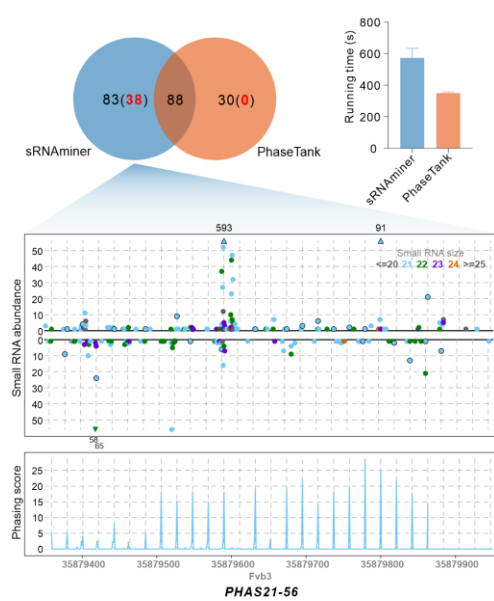 83(38) 88 30(0)
sRNAminer
PhaseTank
Running time (s)
800
600
400
200
0
sRNAminer
PhaseTank
593 91
Small RNA size
<=20 21 22 23 24 >=25
Small RNA abundance
50
40
30
20
10
0
0
10
20
30
40
50
58
65
Phasing score
25
20
15
10
5
0
35879400 35879500 35879600 35879700 35879800 35879900
Fvb3
PHAS21-56